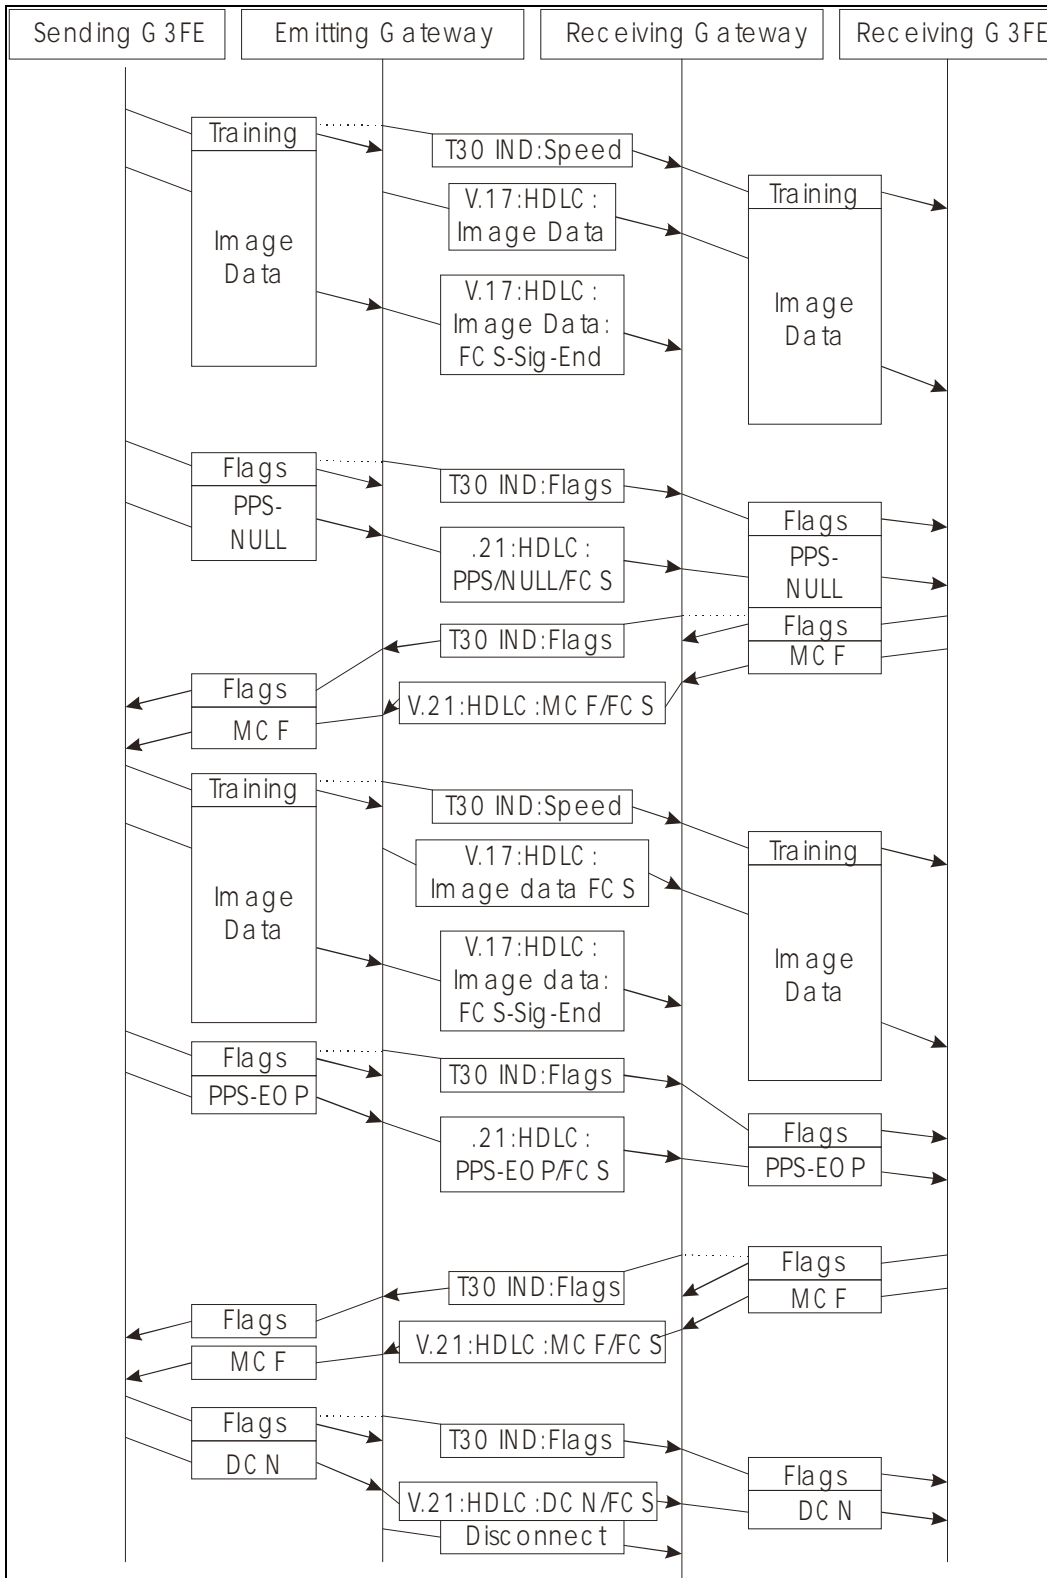 Sending G3FE
Emitting Gateway
Receiving Gateway
Receiving G3FE
Training
T30 IND:Speed
Image
Data
V.17:HDLC:
Image Data
Training
V.17:HDLC:
Image Data:
FCS-Sig-End
Image
Data
Flags
T30 IND:Flags
PPS-
NULL
Flags
.21:HDLC:
PPS/NULL/FCS
PPS-
NULL
T30 IND:Flags
Flags
MCF
Flags
V.21:HDLC:MCF/FCS
MCF
Training
T30 IND:Speed
Image
Data
V.17:HDLC:
Image data FCS
Training
V.17:HDLC:
Image data:
FCS-Sig-End
Image
Data
Flags
T30 IND:Flags
PPS-EOP
Flags
.21:HDLC:
PPS-EOP/FCS
PPS-EOP
Flags
T30 IND:Flags
MCF
Flags
V.21:HDLC:MCF/FCS
MCF
Flags
T30 IND:Flags
DCN
Flags
V.21:HDLC:DCN/FCS
DCN
Disconnect